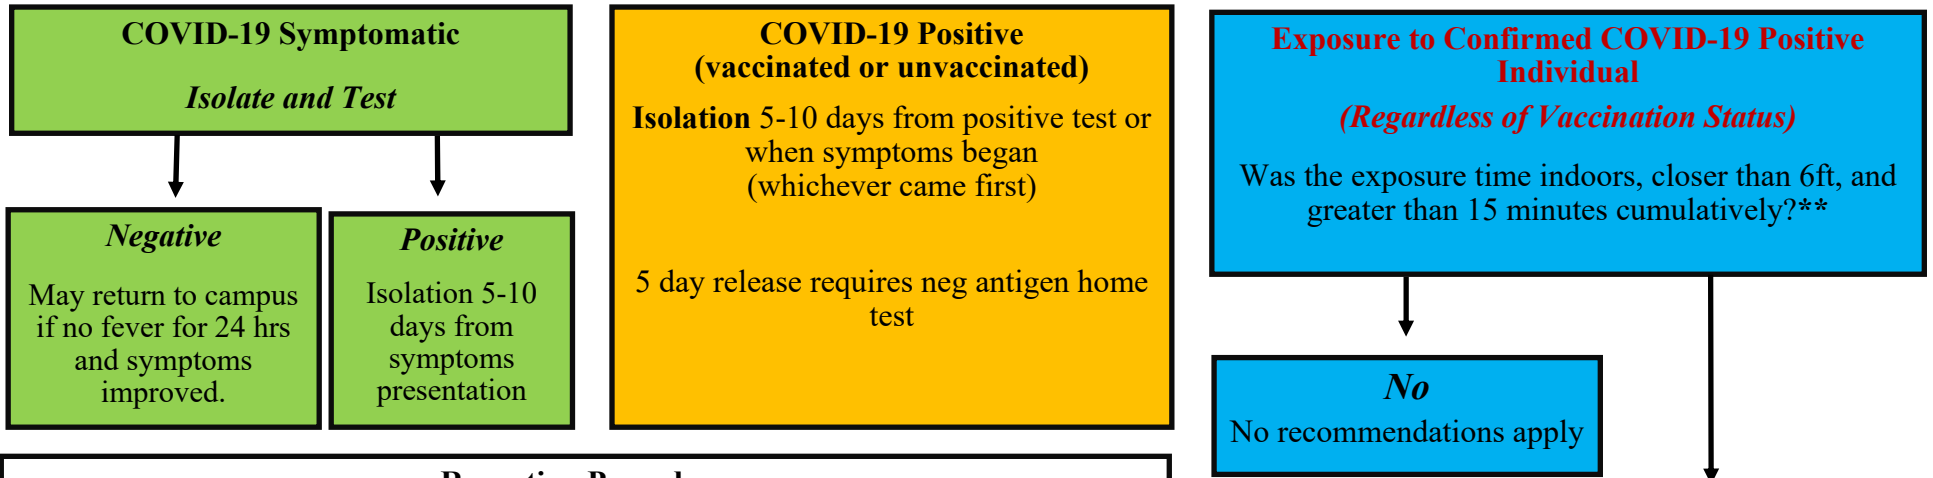 COVID-19 Symptomatic
Isolate and Test
Negative
May return to campus
if no fever for 24 hrs
and symptoms
improved.
Positive
Isolation 5-10
days from
symptoms
presentation
COVID-19 Positive
(vaccinated or unvaccinated)
Isolation 5-10 days from positive test or
when symptoms began
(whichever came first)
5 day release requires neg antigen home
test
Exposure to Confirmed COVID-19 Positive
Individual
(Regardless of Vaccination Status)
Was the exposure time indoors, closer than 6ft, and
greater than 15 minutes cumulatively?**
No
No recommendations apply